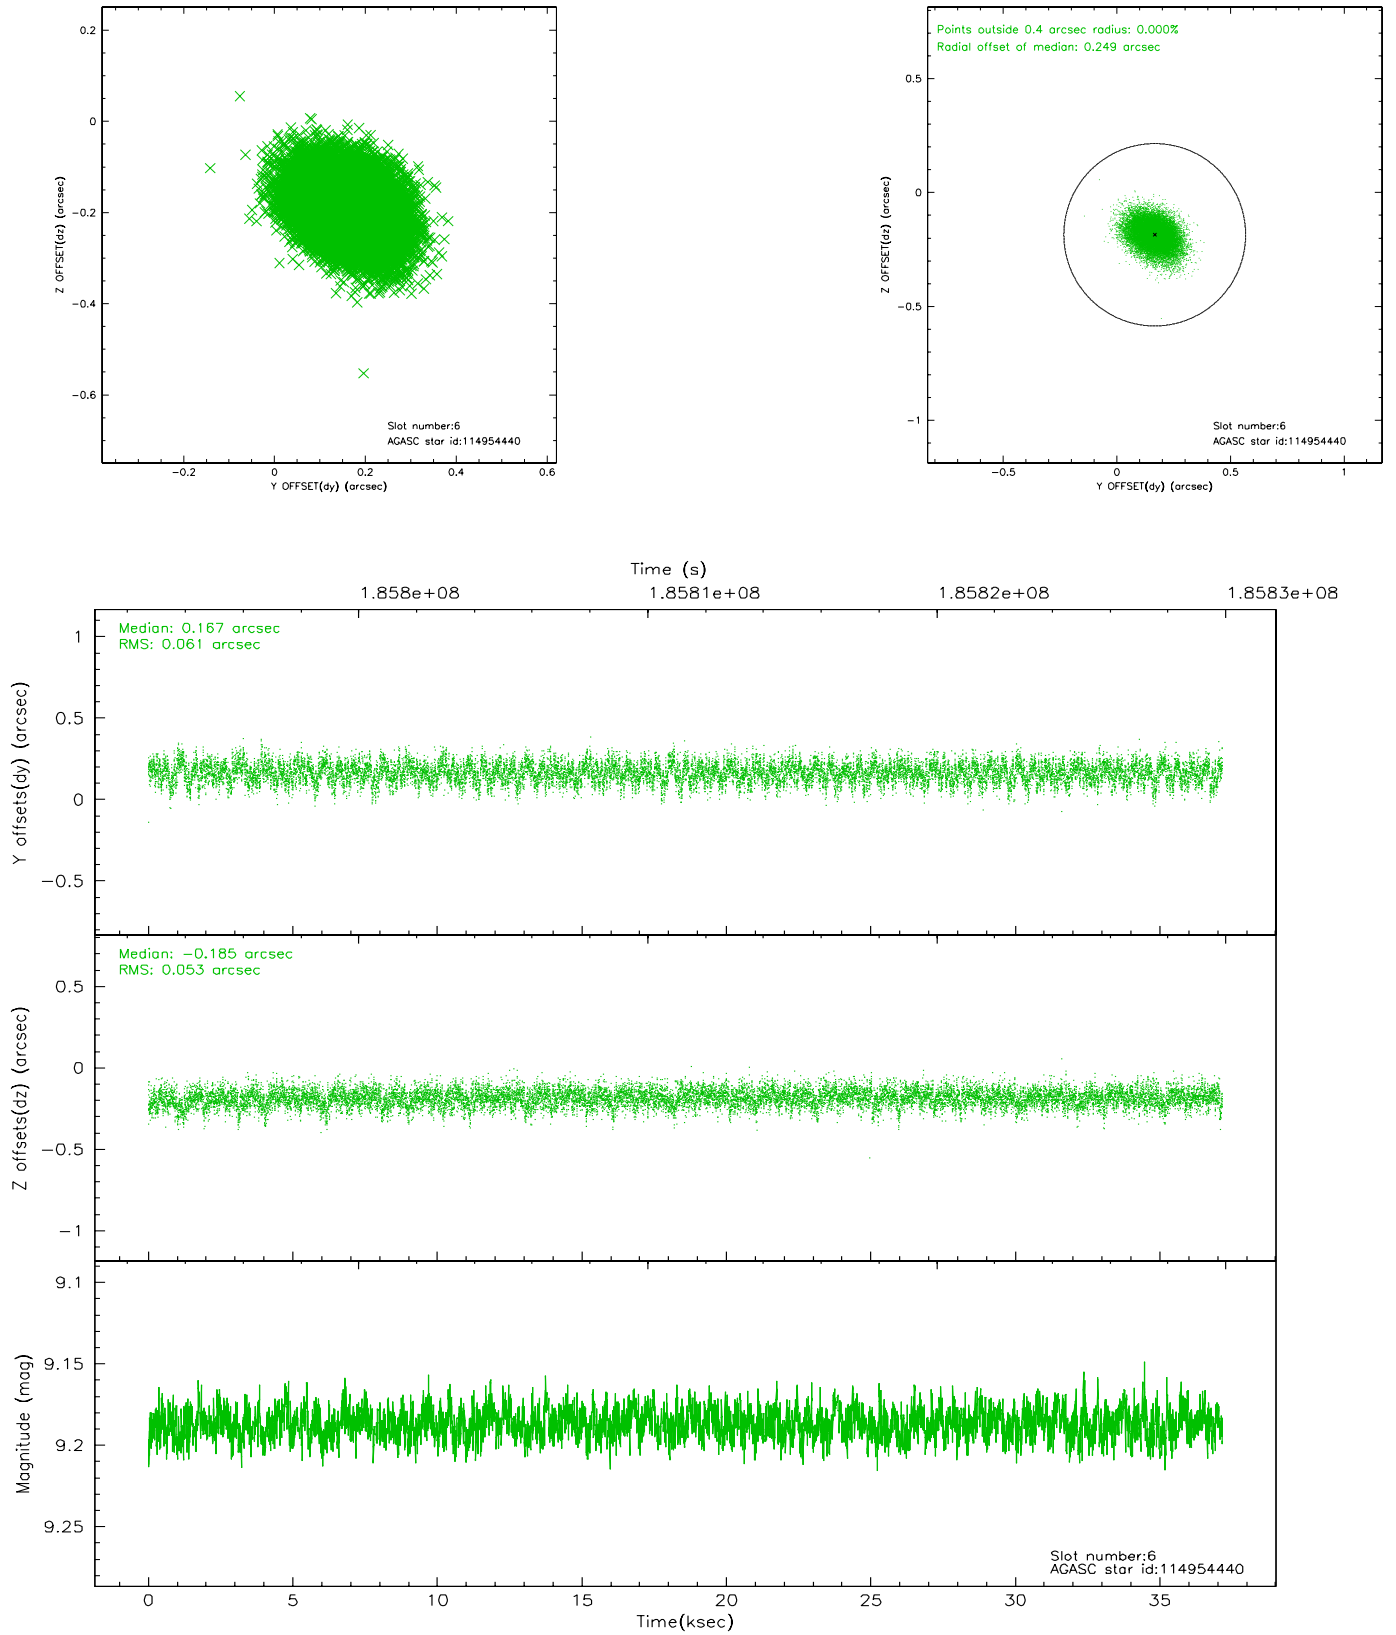 0.2
0
−0.2
−0.4
−0.6
Z OFFSET(dz) (arcsec)
Slot number:6
AGASC star id:114954440
−0.2 0 0.2 0.4 0.6
Y OFFSET(dy) (arcsec)
Points outside 0.4 arcsec radius: 0.000%
Radial offset of median: 0.249 arcsec
0.5
0
−0.5
−1
Z OFFSET(dz) (arcsec)
Slot number:6
AGASC star id:114954440
−0.5 0 0.5 1
Y OFFSET(dy) (arcsec)
Time (s)
1.858e+08 1.8581e+08 1.8582e+08 1.8583e+08
Median: 0.167 arcsec
RMS: 0.061 arcsec
1
0.5
0
−0.5
Y offsets(dy) (arcsec)
Median: −0.185 arcsec
RMS: 0.053 arcsec
0.5
0
−0.5
−1
Z offsets(dz) (arcsec)
9.1
9.15
9.2
9.25
Magnitude (mag)
Slot number:6
AGASC star id:114954440
0 5 10 15 20 25 30 35
Time(ksec)